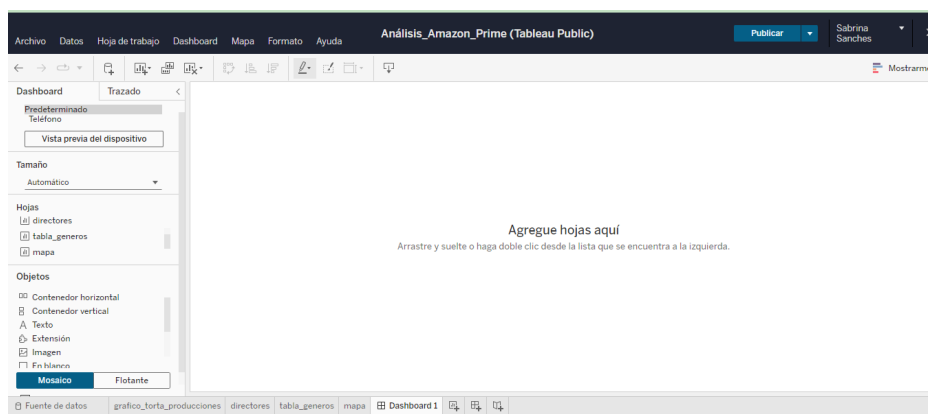 Archivo Datos Hoja de trabajo Dashboard Mapa Formato Ayuda
Análisis_Amazon_Prime (Tableau Public)
Publicar
Sabrina
Sanches
Mostrarme
Dashboard Trazado
Predeterminado
Teléfono
Vista previa del dispositivo
Tamaño
Automático
Hojas
directores
tabla_generos
mapa
Objetos
Contenedor horizontal
Contenedor vertical
Texto
Extensión
Imagen
En blanco
Mosaico Flotante
Agregue hojas aquí
Arrastre y suelte o haga doble clic desde la lista que se encuentra a la izquierda.
Fuente de datos grafico_torta_producciones directores tabla_generos mapa Dashboard 1